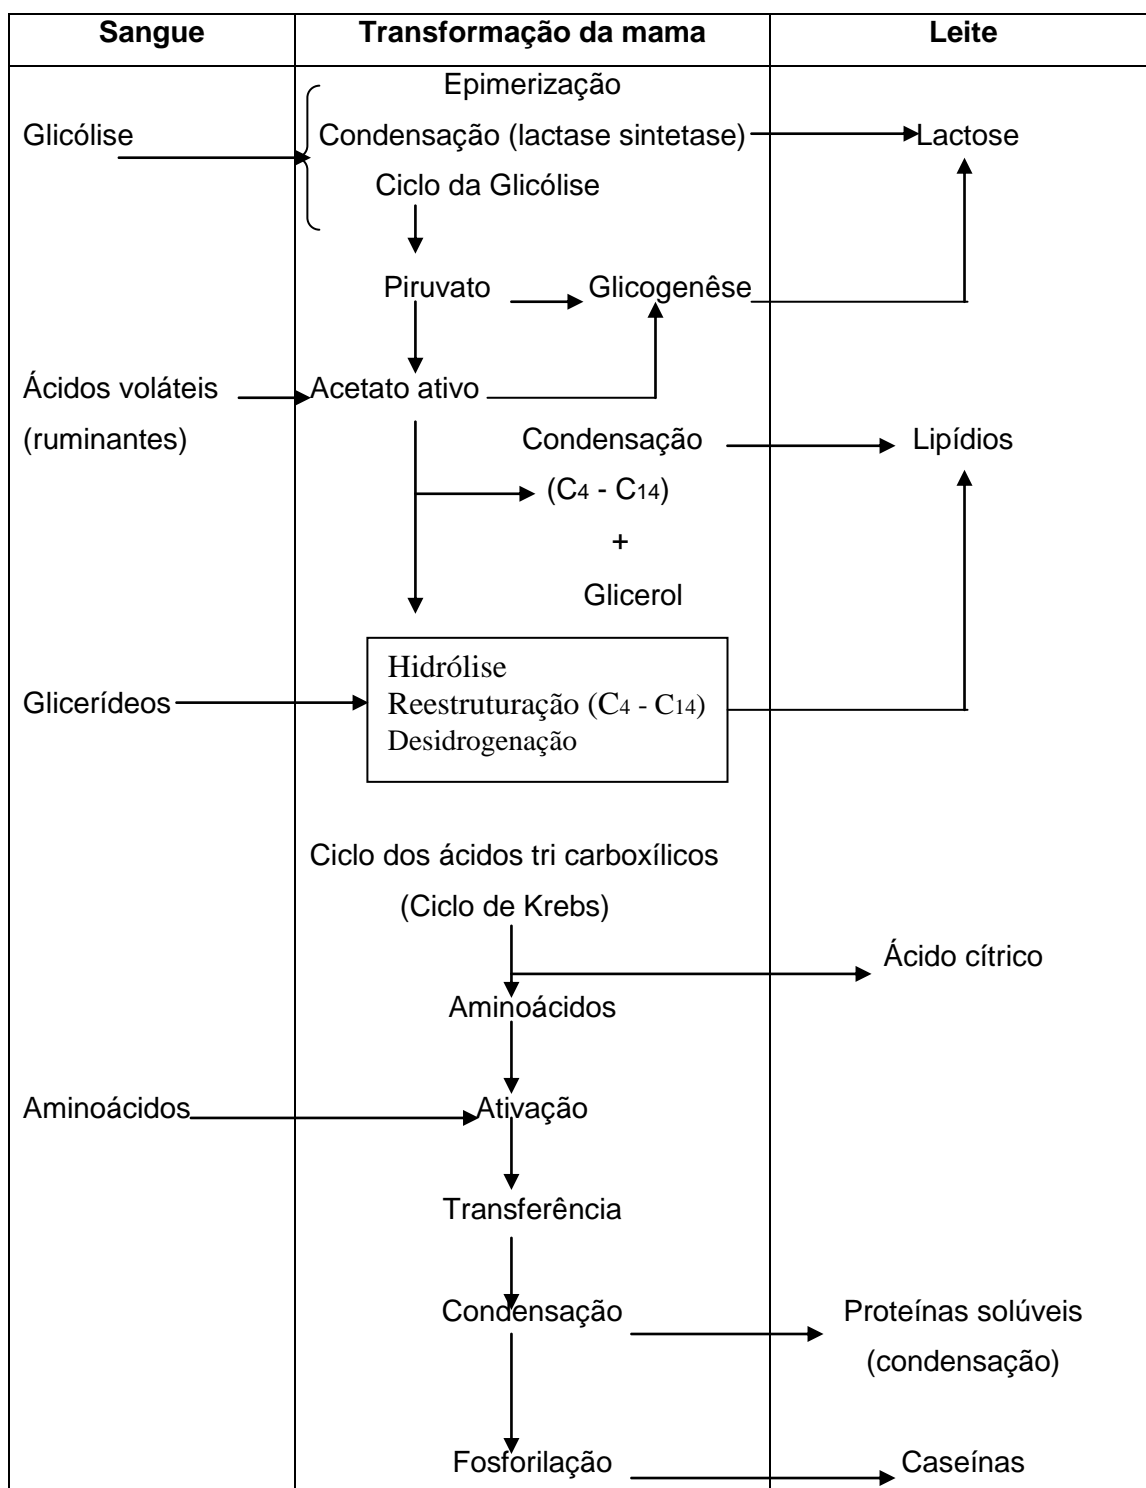 Sangue Transformação da mama Leite
Epimerização
Glicólise Condensação (lactase sintetase) Lactose
Ciclo da Glicólise
Piruvato Glicogenêse
Ácidos voláteis Acetato ativo
(ruminantes) Condensação Lipídios
(C4 - C14)
+
Glicerol
Hidrólise
Glicerídeos Reestruturação (C4 - C14)
Desidrogenação
Ciclo dos ácidos tri carboxílicos
(Ciclo de Krebs)
Ácido cítrico
Aminoácidos
Aminoácidos Ativação
Transferência
Condensação Proteínas solúveis
(condensação)
Fosforilação Caseínas